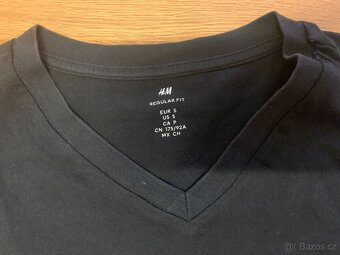 H&M
REGULAR FIT
EUR S
US S
CA P
CN 175/92A
MX CH
Bazos.cz